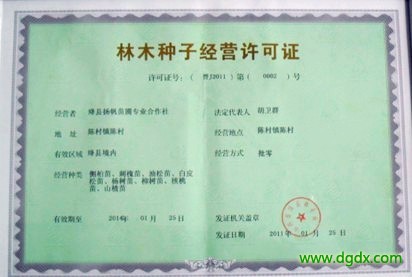 林木种子经营许可证
许可证号：（晋J2011）第（0002）号
经营者 绛县扬帆苗圃专业合作社
地址 陈村镇陈村
有效区域 绛县境内
经营种类 侧柏苗、刺槐苗、油松苗、白皮
松苗、杨树苗、柳树苗、核桃
苗、山楂苗
有效期至 2014年 01月 25日
法定代表人 胡卫群
经营地点 陈村镇陈村
经营方式 批零
发证机关盖章
发证日期 2011年 01月 25日
www.dgdx.com